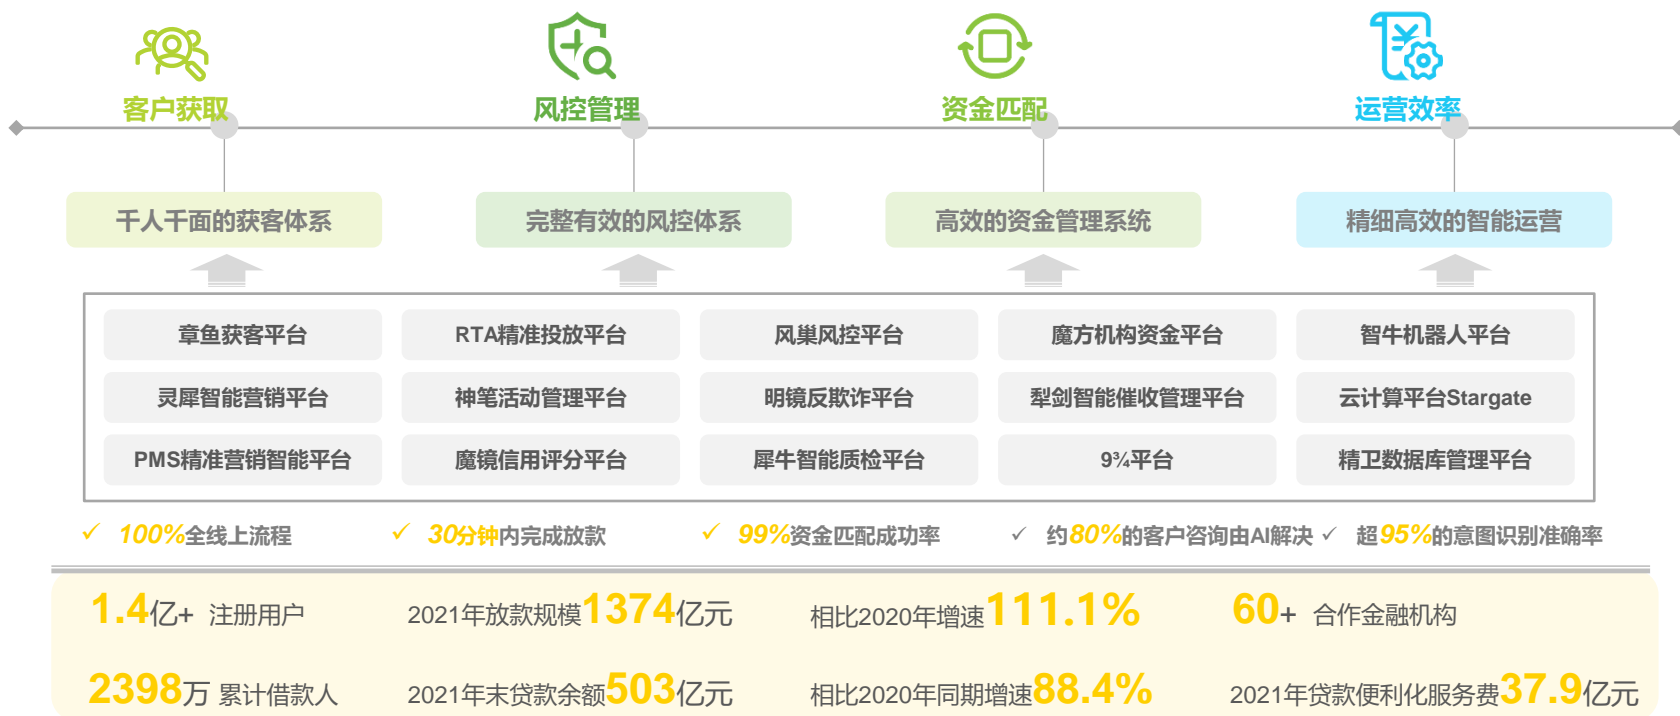 客户获取
风控管理
资金匹配
运营效率
千人千面的获客体系
完整有效的风控体系
高效的资金管理系统
精细高效的智能运营
章鱼获客平台
RTA精准投放平台
风巢风控平台
魔方机构资金平台
智牛机器人平台
灵犀智能营销平台
神笔活动管理平台
明镜反欺诈平台
犁剑智能催收管理平台
云计算平台Stargate
PMS精准营销智能平台
魔镜信用评分平台
犀牛智能质检平台
9¾平台
精卫数据库管理平台
✓ 100%全线上流程
✓ 30分钟内完成放款
✓ 99%资金匹配成功率
✓ 约80%的客户咨询由AI解决
✓ 超95%的意图识别准确率
1.4亿+ 注册用户
2021年放款规模1374亿元
相比2020年增速111.1%
60+ 合作金融机构
2398万 累计借款人
2021年末贷款余额503亿元
相比2020年同期增速88.4%
2021年贷款便利化服务费37.9亿元